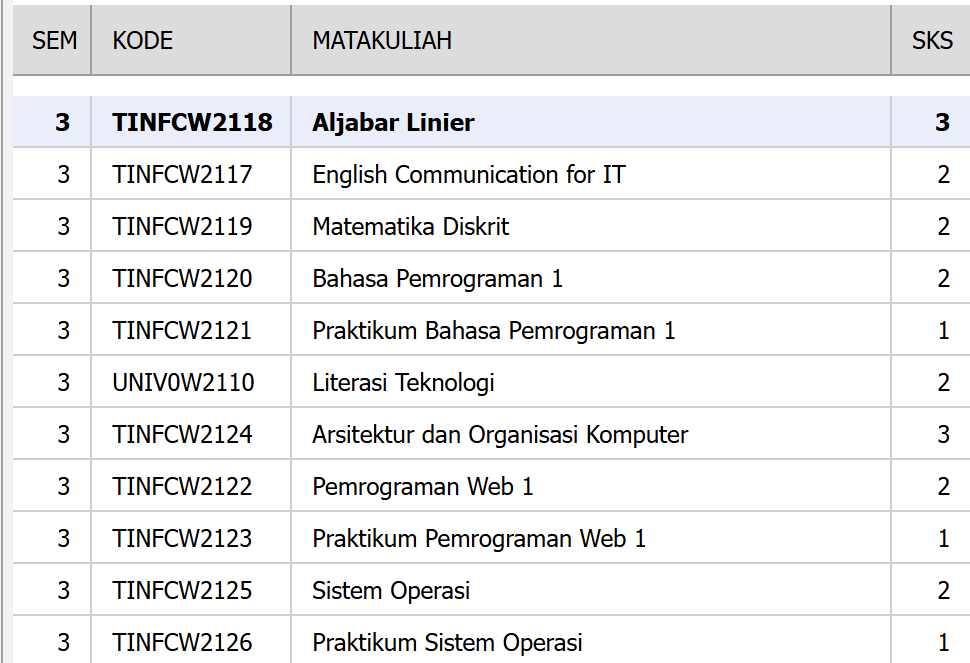 SEM KODE MATAKULIAH SKS
3 TINFCW2118 Aljabar Linier 3
3 TINFCW2117 English Communication for IT 2
3 TINFCW2119 Matematika Diskrit 2
3 TINFCW2120 Bahasa Pemrograman 1 2
3 TINFCW2121 Praktikum Bahasa Pemrograman 1 1
3 UNIV0W2110 Literasi Teknologi 2
3 TINFCW2124 Arsitektur dan Organisasi Komputer 3
3 TINFCW2122 Pemrograman Web 1 2
3 TINFCW2123 Praktikum Pemrograman Web 1 1
3 TINFCW2125 Sistem Operasi 2
3 TINFCW2126 Praktikum Sistem Operasi 1